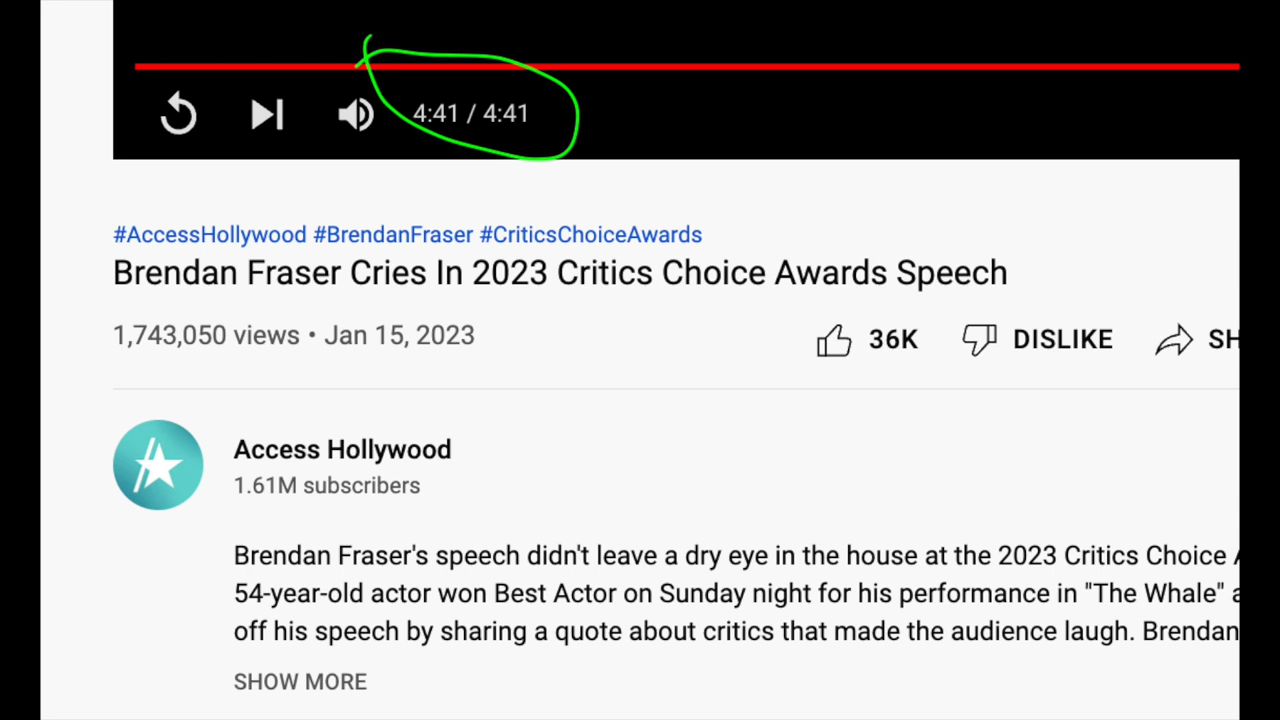 4:41 / 4:41
#AccessHollywood #BrendanFraser #CriticsChoiceAwards
Brendan Fraser Cries In 2023 Critics Choice Awards Speech
1,743,050 views • Jan 15, 2023
36K DISLIKE SH
Access Hollywood
1.61M subscribers
Brendan Fraser's speech didn't leave a dry eye in the house at the 2023 Critics Choice
54-year-old actor won Best Actor on Sunday night for his performance in "The Whale" a
off his speech by sharing a quote about critics that made the audience laugh. Brendan
SHOW MORE